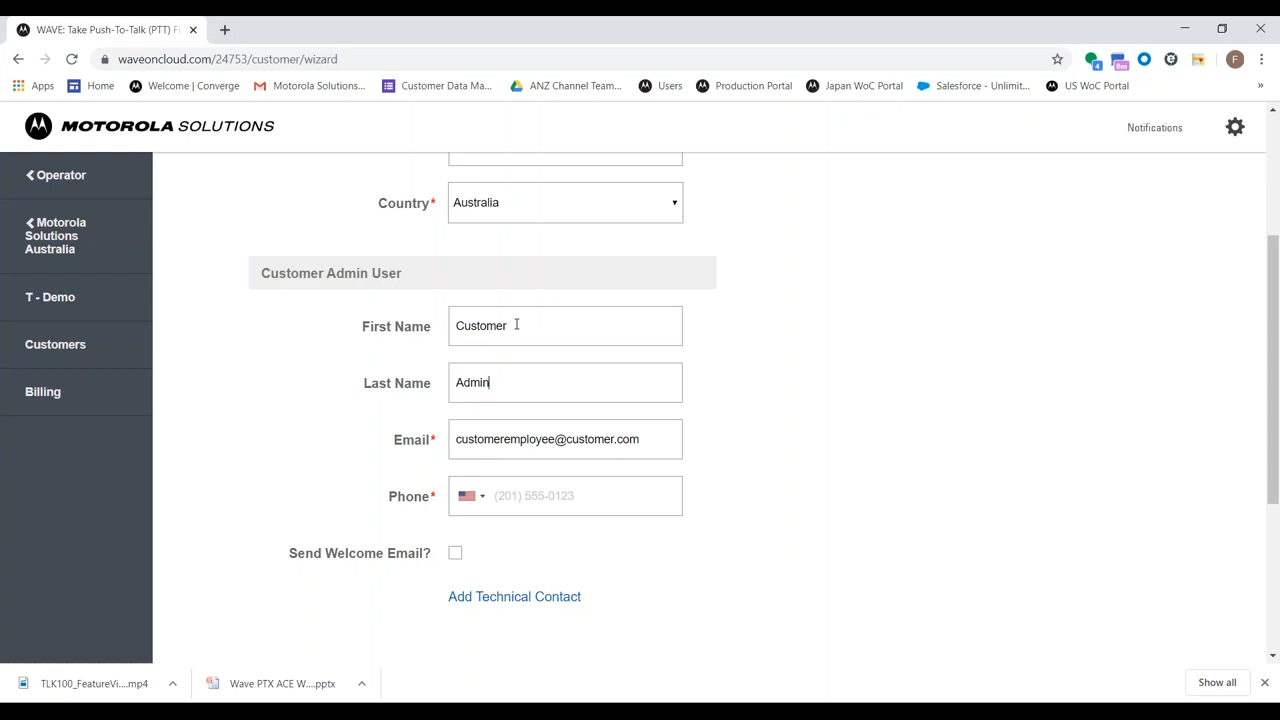 WAVE: Take Push-To-Talk (PTT) F
waveoncloud.com/24753/customer/wizard
4
8m
F
Apps
Home
Welcome | Converge
Motorola Solutions...
Customer Data Ma...
ANZ Channel Team...
Users
Production Portal
Japan WoC Portal
Salesforce - Unlimit...
US WoC Portal
»
MOTOROLA SOLUTIONS
Notifications
Operator
Motorola
Solutions
Australia
T - Demo
Customers
Billing
Country*
Australia
Customer Admin User
First Name
Customer
Last Name
Admin
Email*
customeremployee@customer.com
Phone*
(201) 555-0123
Send Welcome Email?
Add Technical Contact
TLK100_FeatureVi....mp4
Wave PTX ACE W....pptx
Show all